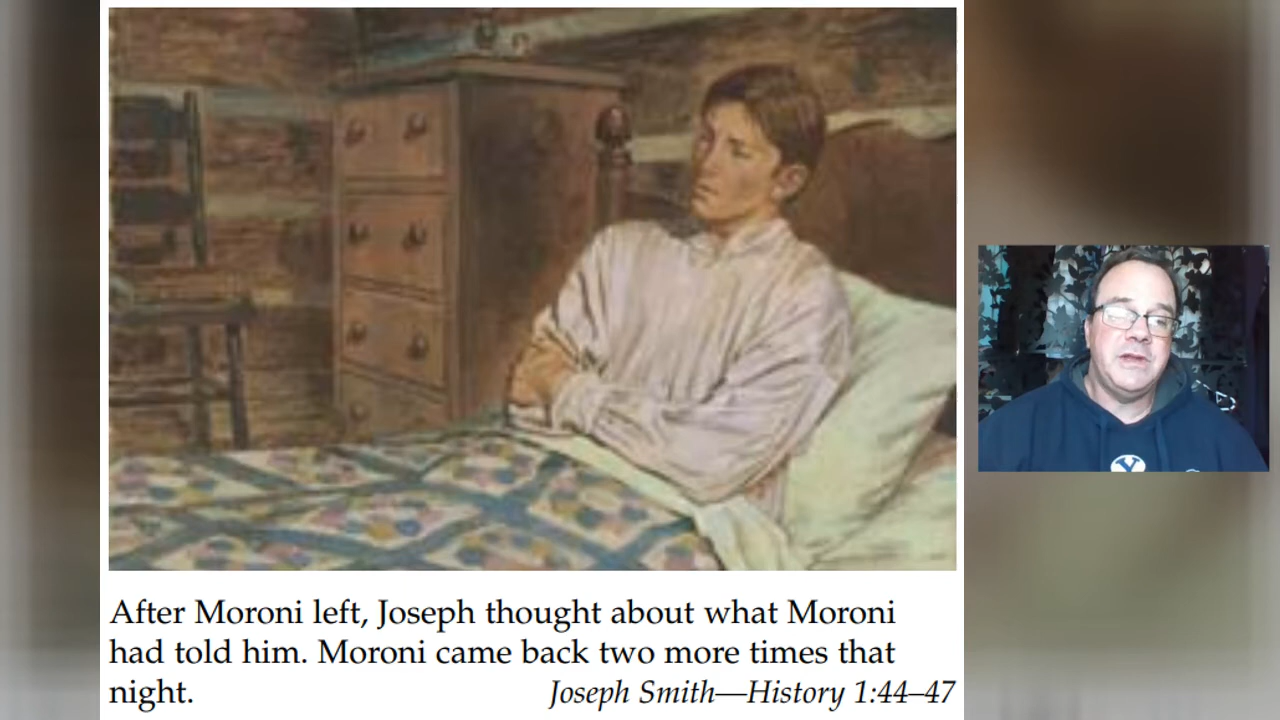 After Moroni left, Joseph thought about what Moroni
had told him. Moroni came back two more times that
night. Joseph Smith—History 1:44–47
Y